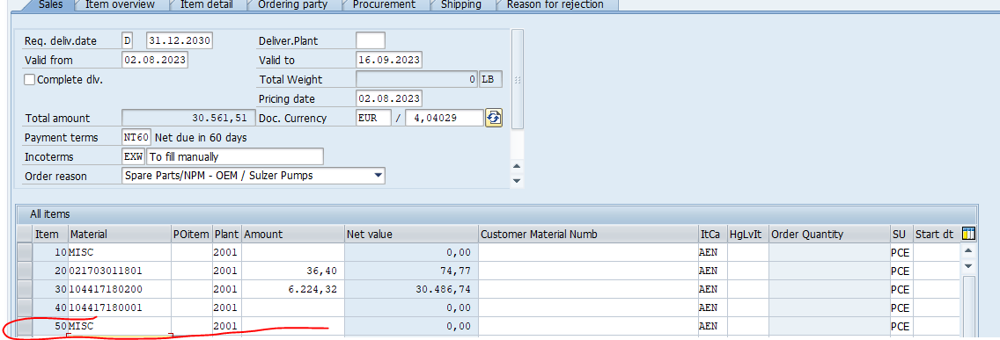 Sales Item overview Item detail Ordering party Procurement Shipping Reason for rejection
Req. deliv.date D 31.12.2030 Deliver.Plant
Valid from 02.08.2023 Valid to 16.09.2023
Complete dlv. Total Weight 0 LB
Pricing date 02.08.2023
Total amount 30.561,51 Doc. Currency EUR / 4,04029
Payment terms NT60 Net due in 60 days
Incoterms EXW To fill manually
Order reason Spare Parts/NPM - OEM / Sulzer Pumps
All items
Item Material POitem Plant Amount Net value Customer Material Numb ItCa HgLvIt Order Quantity SU Start dt
10 MISC 2001 0,00 AEN PCE
20 021703011801 2001 36,40 74,77 AEN PCE
30 104417180200 2001 6.224,32 30.486,74 AEN PCE
40 104417180001 2001 0,00 AEN PCE
50 MISC 2001 0,00 AEN PCE